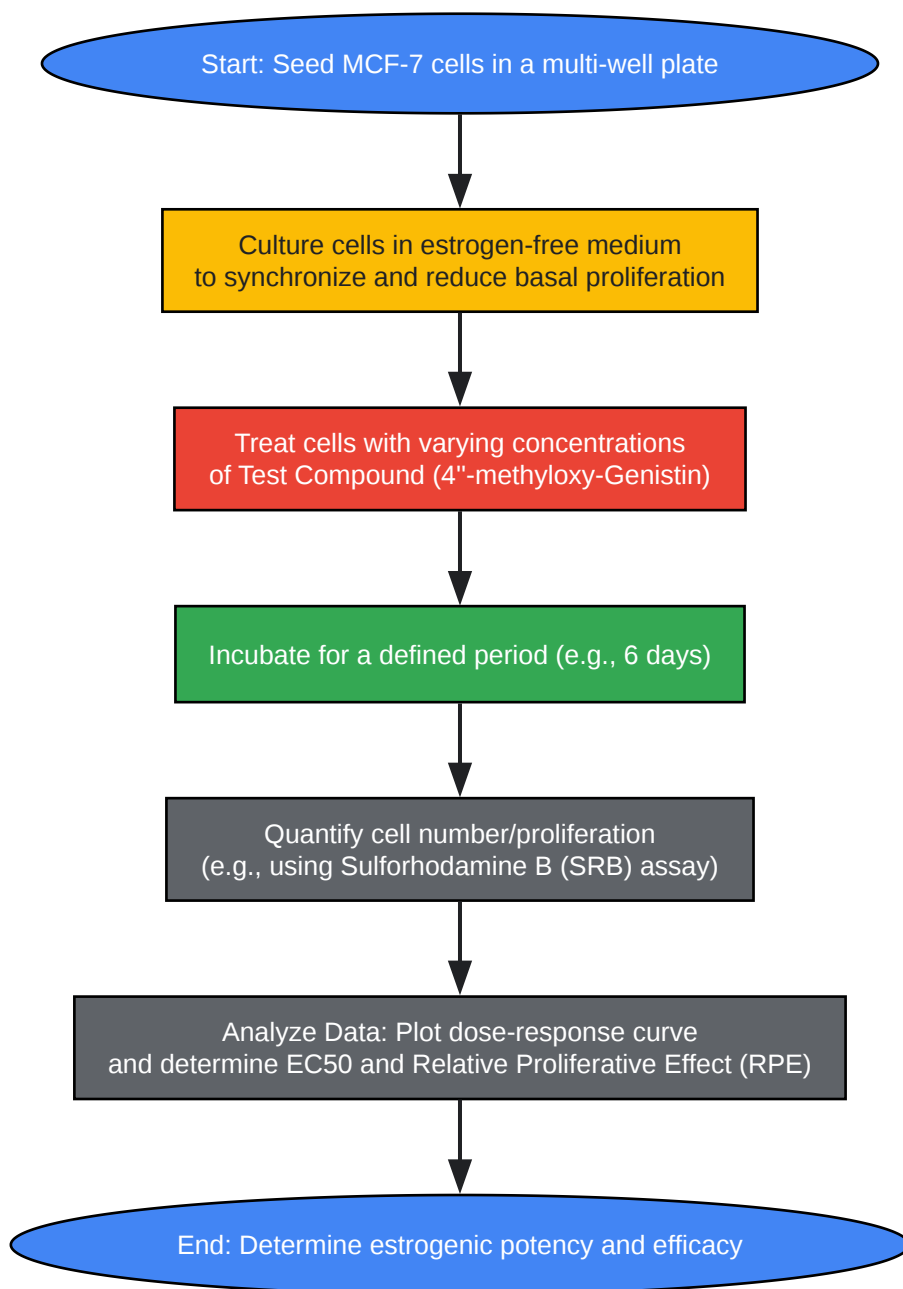 Start: Seed MCF-7 cells in a multi-well plate
Culture cells in estrogen-free medium
to synchronize and reduce basal proliferation
Treat cells with varying concentrations
of Test Compound (4"-methyloxy-Genistin)
Incubate for a defined period (e.g., 6 days)
Quantify cell number/proliferation
(e.g., using Sulforhodamine B (SRB) assay)
Analyze Data: Plot dose-response curve
and determine EC50 and Relative Proliferative Effect (RPE)
End: Determine estrogenic potency and efficacy